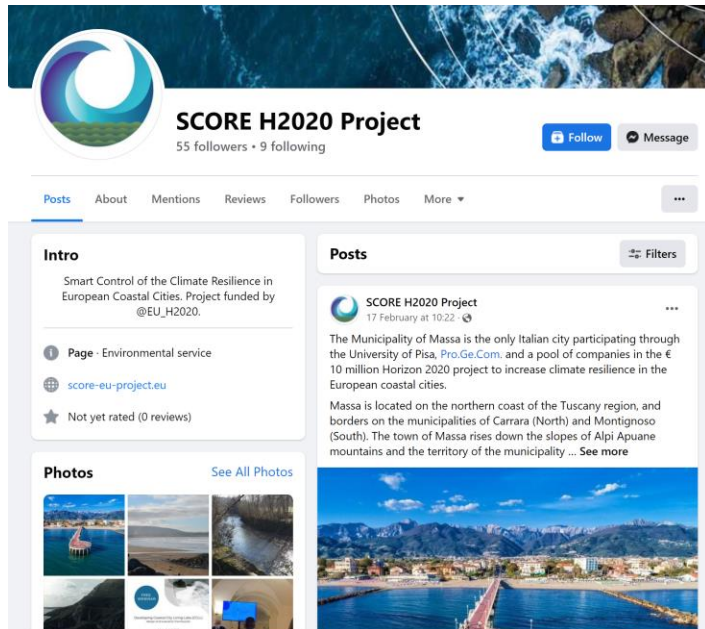 SCORE H2020 Project
55 followers • 9 following
Follow
Message
Posts
About
Mentions
Reviews
Followers
Photos
More
Intro
Smart Control of the Climate Resilience in
European Coastal Cities. Project funded by
@EU_H2020.
Page · Environmental service
score-eu-project.eu
Not yet rated (0 reviews)
Photos
See All Photos
Posts
Filters
SCORE H2020 Project
17 February at 10:22 ·
The Municipality of Massa is the only Italian city participating through
the University of Pisa, Pro.Ge.Com. and a pool of companies in the €
10 million Horizon 2020 project to increase climate resilience in the
European coastal cities.
Massa is located on the northern coast of the Tuscany region, and
borders on the municipalities of Carrara (North) and Montignoso
(South). The town of Massa rises down the slopes of Alpi Apuane
mountains and the territory of the municipality ... See more